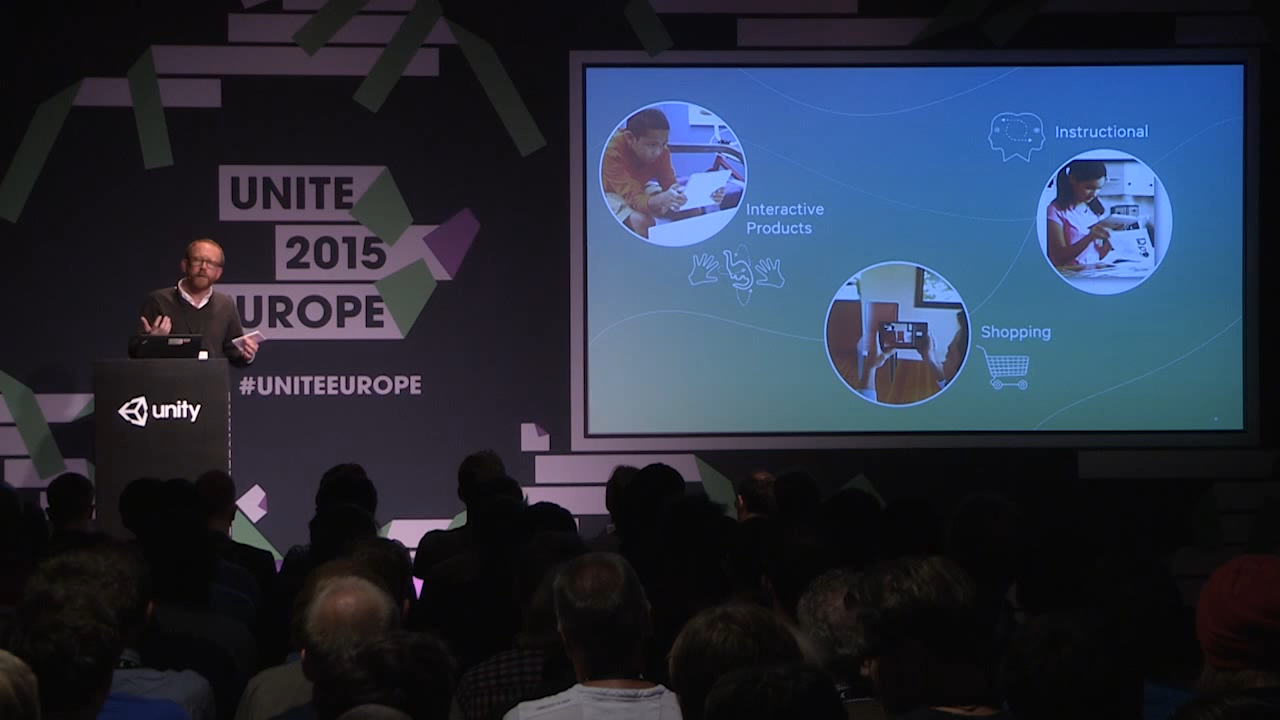 UNITE
2015
EUROPE
#UNITEEUROPE
unity
Interactive
Products
Instructional
Shopping